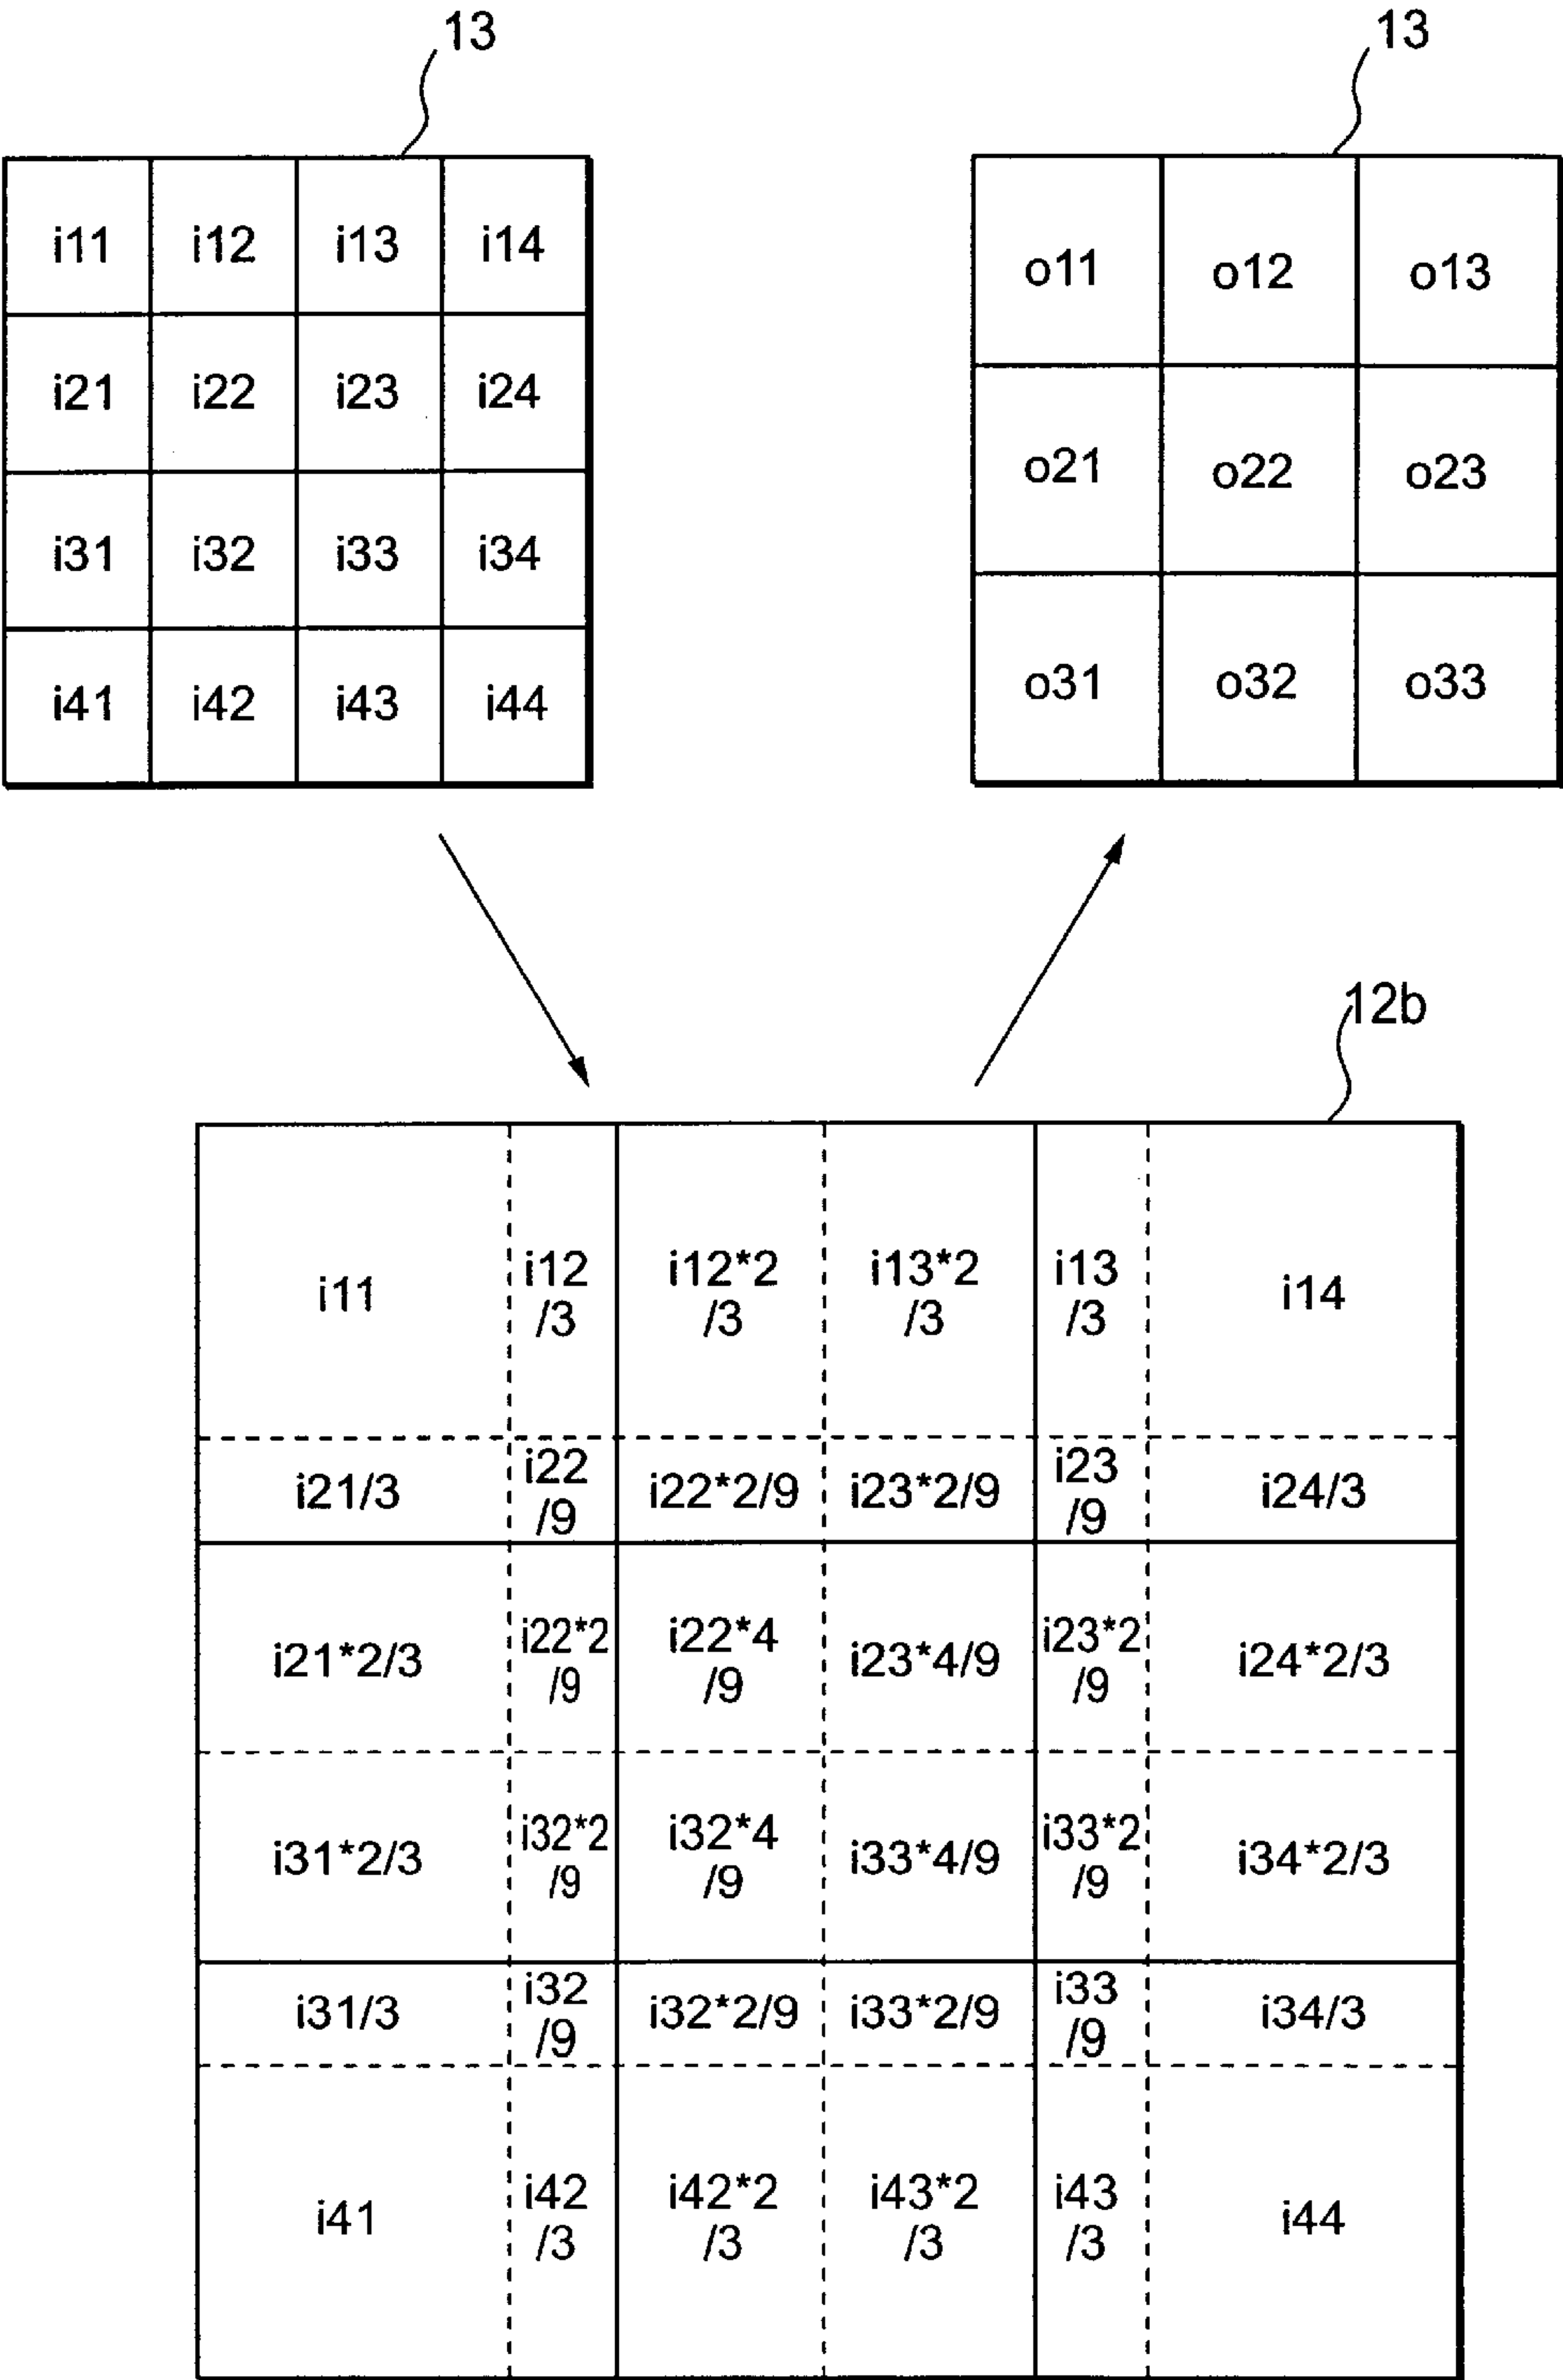 13
13
i11 i12 i13 i14
i21 i22 i23 i24
i31 i32 i33 i34
i41 i42 i43 i44
o11 o12 o13
o21 o22 o23
o31 o32 o33
12b
i11 i12 i12*2 i13*2 i13 i14
/3 /3 /3 /3
i21/3 i22 i22*2/9 i23*2/9 i23 i24/3
/9 /9
i21*2/3 i22*2 i22*4 i23*4/9 i23*2 i24*2/3
/9 /9 /9
i31*2/3 i32*2 i32*4 i33*4/9 i33*2 i34*2/3
/9 /9 /9
i31/3 i32 i32*2/9 i33*2/9 i33 i34/3
/9 /9
i41 i42 i42*2 i43*2 i43 i44
/3 /3 /3 /3